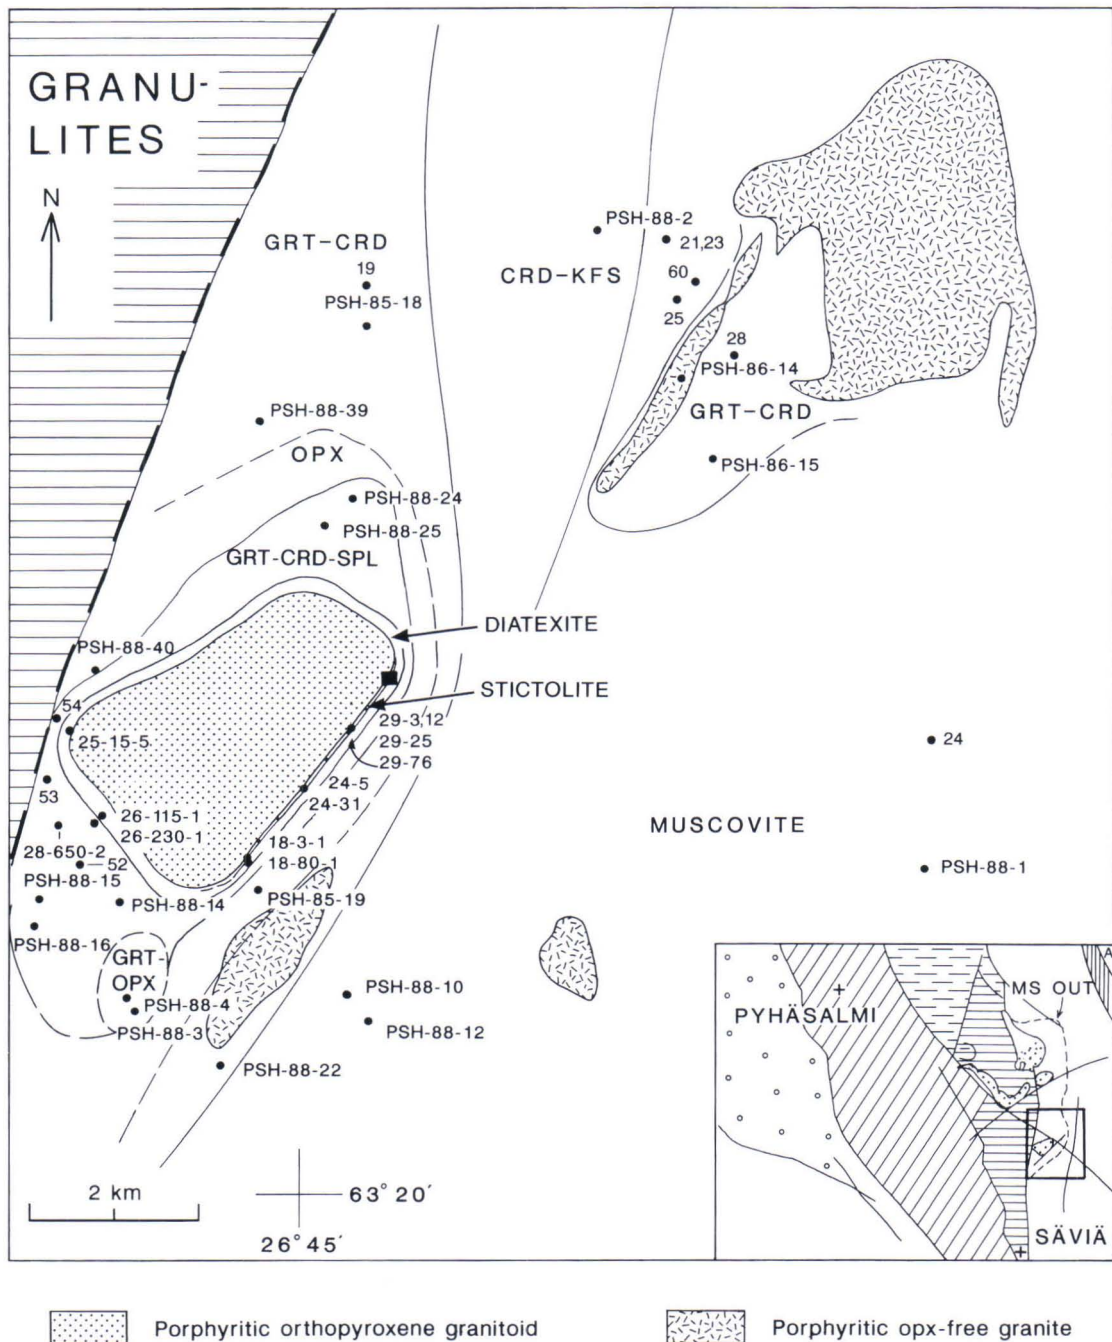 GRANU-
LITES
N
GRT-CRD
19
PSH-85-18
PSH-88-39
OPX
PSH-88-24
PSH-88-25
GRT-CRD-SPL
CRD-KFS
PSH-88-2
21,23
60
25
28
PSH-86-14
GRT-CRD
PSH-86-15
DIATEXITE
STICTOLITE
PSH-88-40
54
25-15-5
53
26-115-1
26-230-1
28-650-2
52
PSH-88-15
PSH-88-14
PSH-88-16
GRT-
OPX
PSH-88-4
PSH-88-3
29-3,12
29-25
29-76
24-5
24-31
18-3-1
18-80-1
PSH-85-19
PSH-88-10
PSH-88-12
PSH-88-22
24
MUSCOVITE
PSH-88-1
2 km
63° 20′
26° 45′
A
MS OUT
PYHÄSALMI
SÄVIÄ
Porphyritic orthopyroxene granitoid
Porphyritic opx-free granite